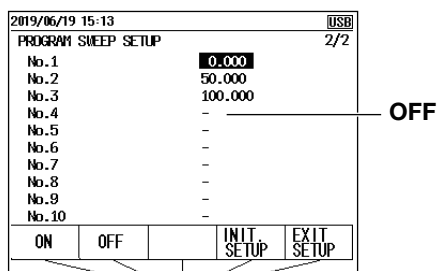 2019/06/19 15:13 USB
PROGRAM SWEEP SETUP 2/2
No.1 0.000
No.2 50.000
No.3 100.000
No.4 - OFF
No.5 -
No.6 -
No.7 -
No.8 -
No.9 -
No.10 -
ON OFF INIT. SETUP EXIT SETUP